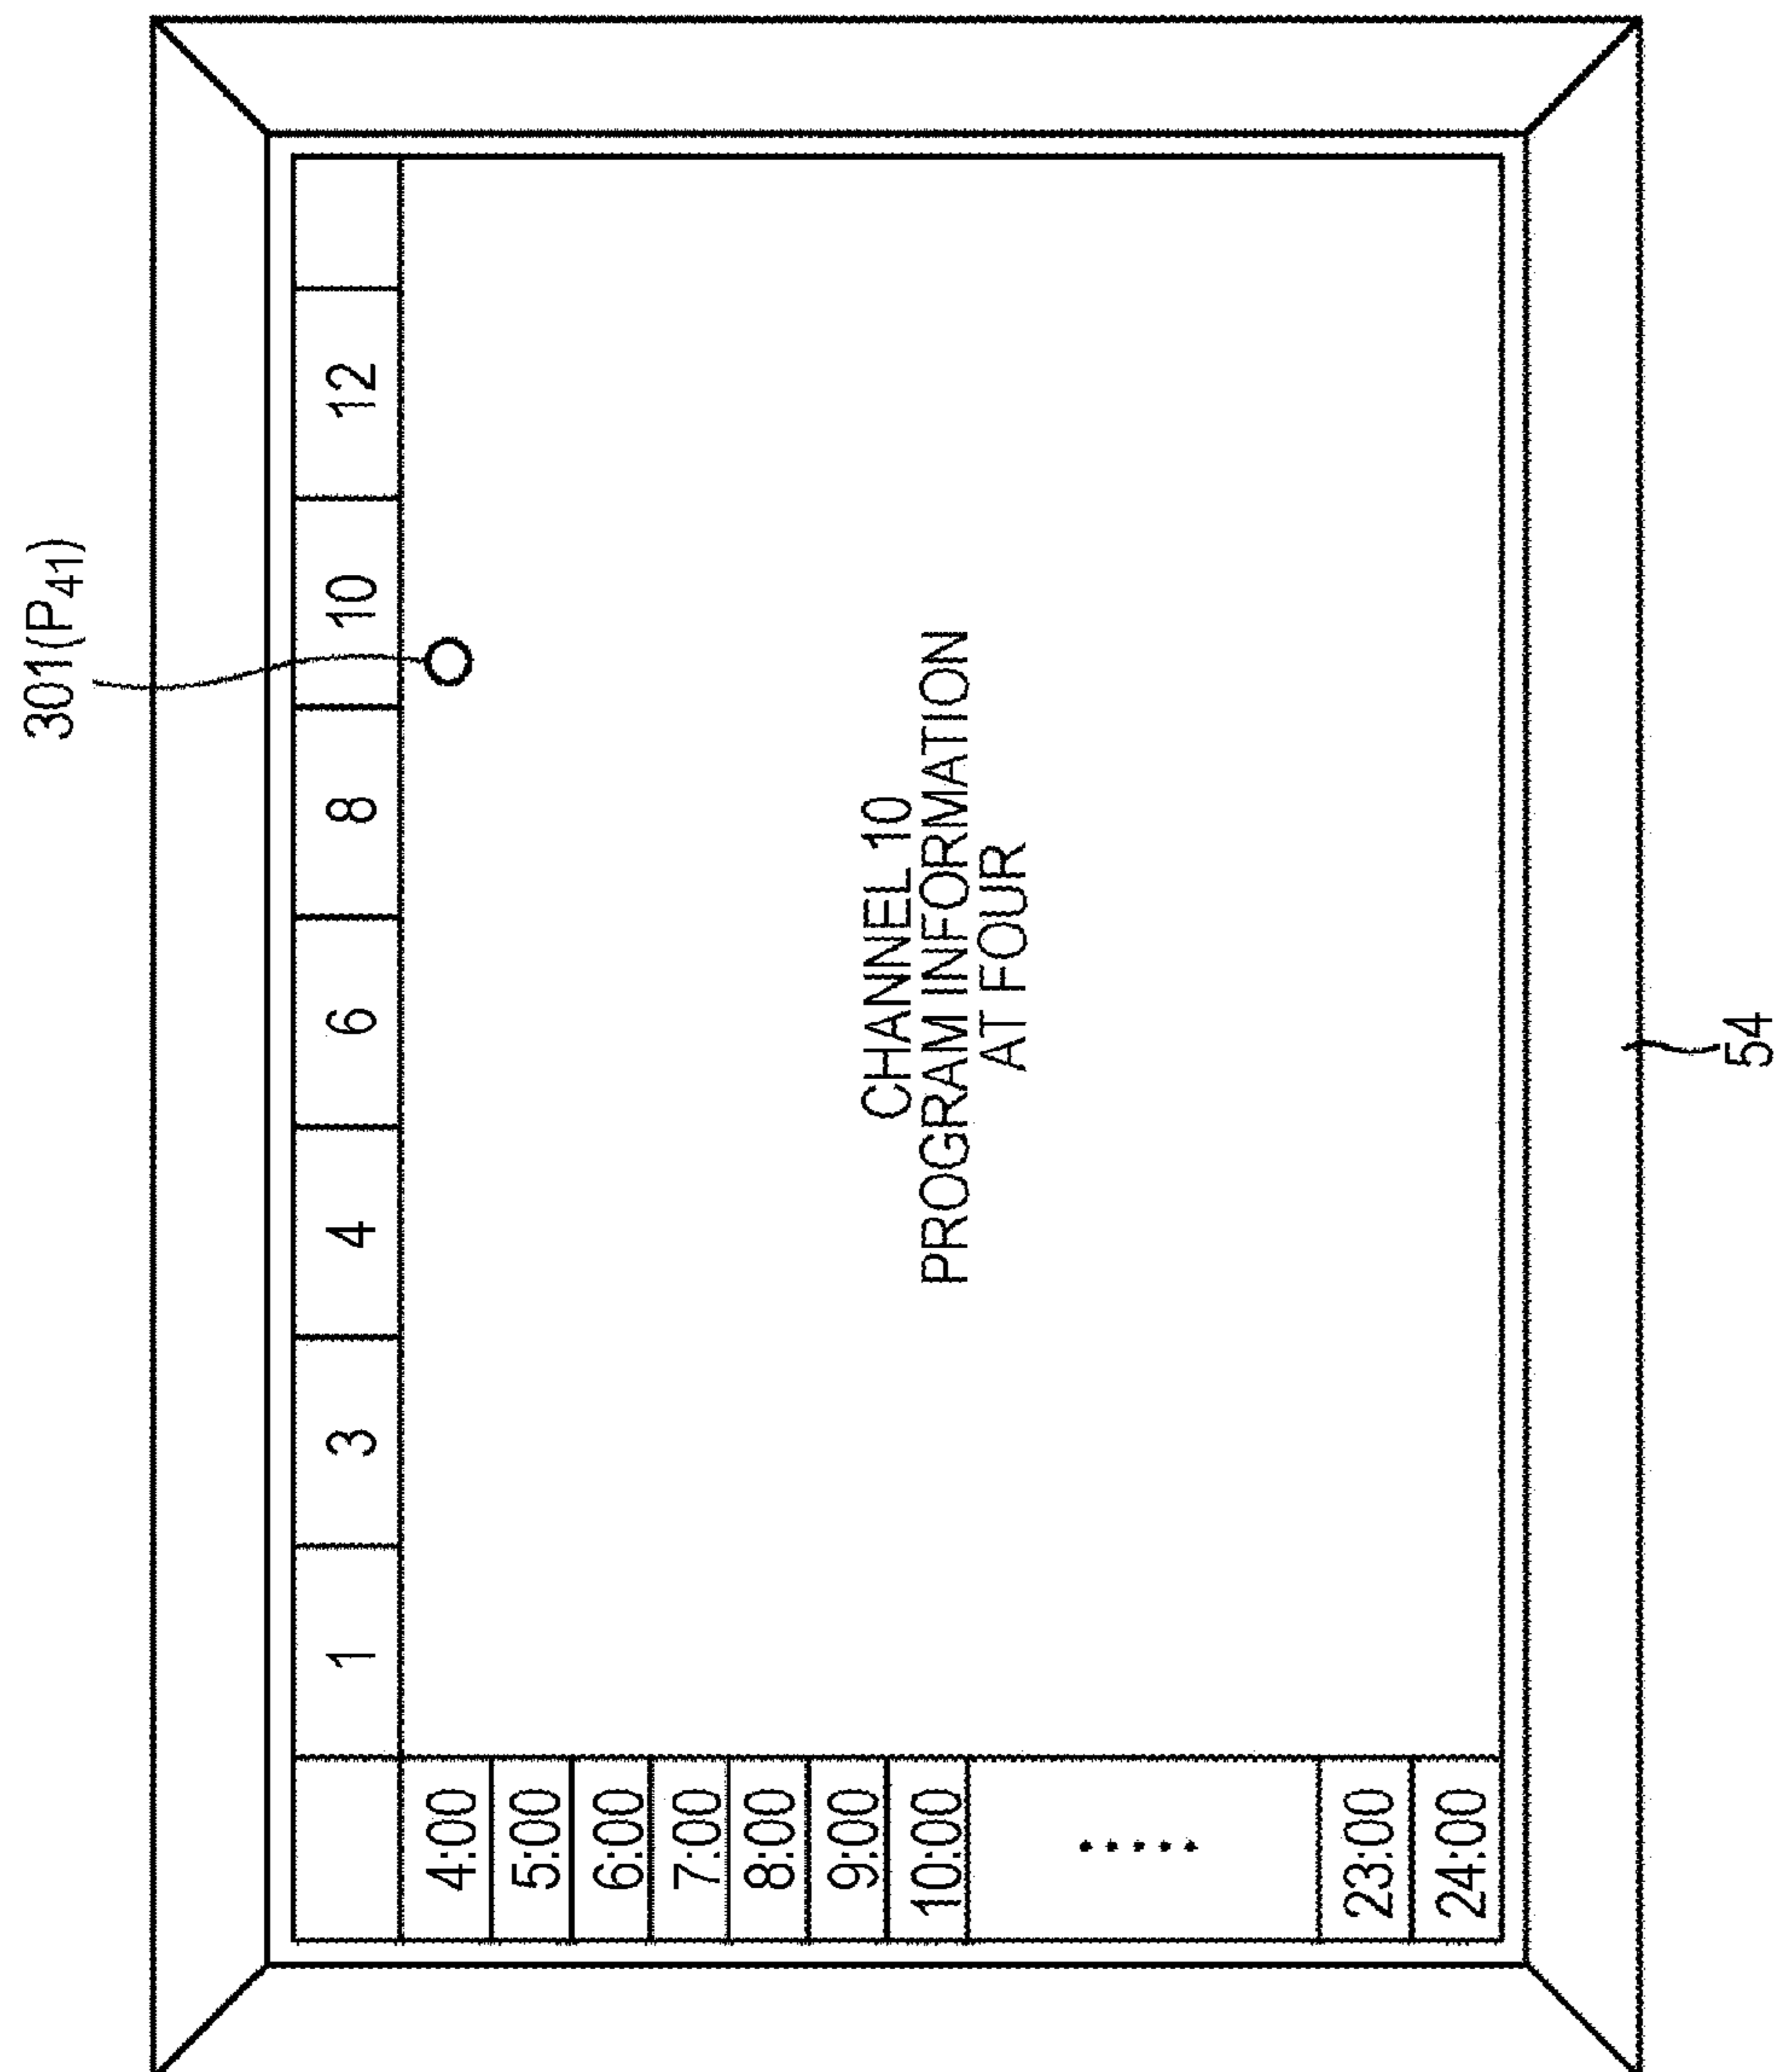 301(P41)
1 3 4 6 8 10 12
4:00
5:00
6:00
7:00
8:00
9:00
10:00
.....
23:00
24:00
CHANNEL 10
PROGRAM INFORMATION
AT FOUR
54